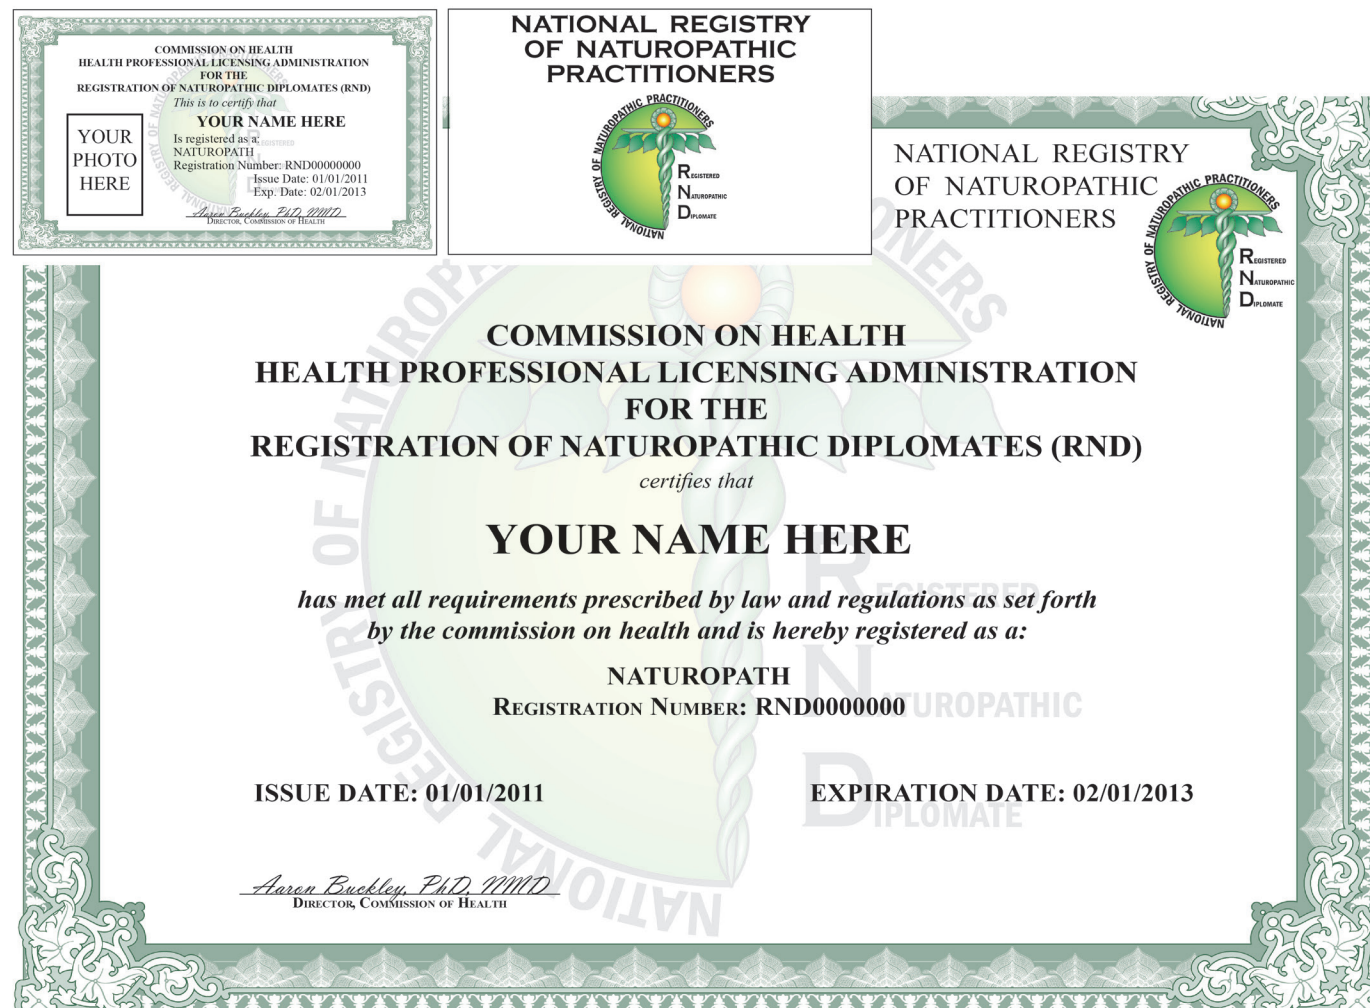 COMMISSION ON HEALTH
HEALTH PROFESSIONAL LICENSING ADMINISTRATION
FOR THE
REGISTRATION OF NATUROPATHIC DIPLOMATES (RND)
This is to certify that
YOUR NAME HERE
YOUR
PHOTO
HERE
Is registered as a:
NATUROPATH
Registration Number: RND00000000
Issue Date: 01/01/2011
Exp. Date: 02/01/2013
Aaron Buckley, PhD, NMD
DIRECTOR, COMMISSION OF HEALTH
NATIONAL REGISTRY
OF NATUROPATHIC
PRACTITIONERS
NATIONAL REGISTRY OF NATUROPATHIC PRACTITIONERS
REGISTERED
NATUROPATHIC
DIPLOMATE
NATIONAL REGISTRY
OF NATUROPATHIC
PRACTITIONERS
NATIONAL REGISTRY OF NATUROPATHIC PRACTITIONERS
REGISTERED
NATUROPATHIC
DIPLOMATE
COMMISSION ON HEALTH
HEALTH PROFESSIONAL LICENSING ADMINISTRATION
FOR THE
REGISTRATION OF NATUROPATHIC DIPLOMATES (RND)
certifies that
YOUR NAME HERE
has met all requirements prescribed by law and regulations as set forth
by the commission on health and is hereby registered as a:
NATUROPATH
REGISTRATION NUMBER: RND0000000
ISSUE DATE: 01/01/2011
EXPIRATION DATE: 02/01/2013
Aaron Buckley, PhD, NMD
DIRECTOR, COMMISSION OF HEALTH
REGISTERED
NATUROPATHIC
DIPLOMATE